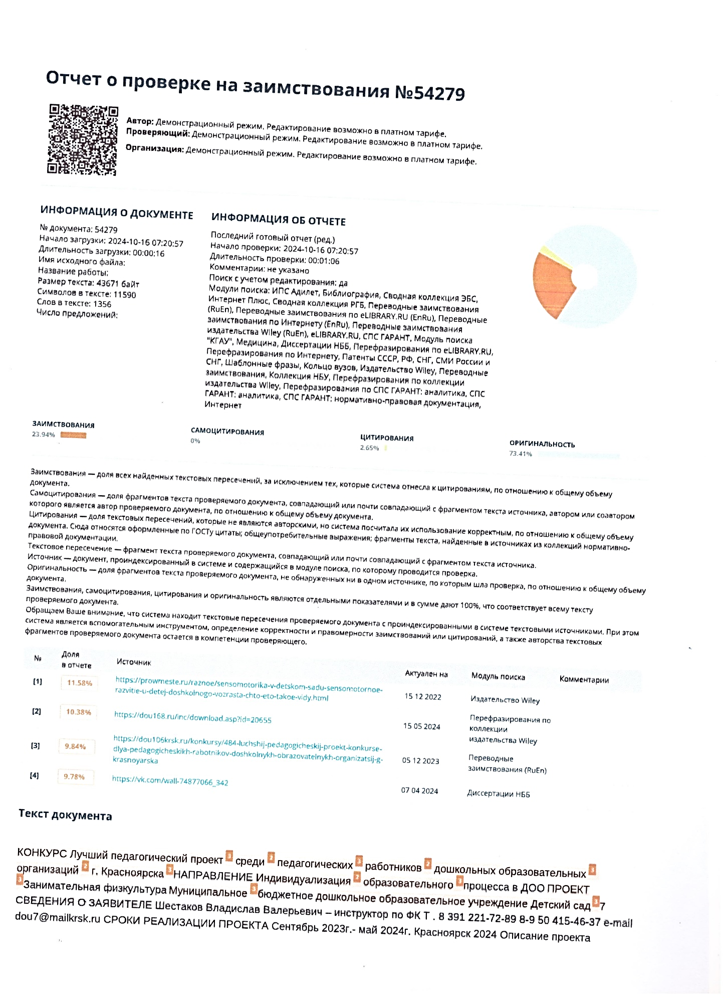 Отчет о проверке на заимствования №54279
Автор: Демонстрационный режим. Редактирование возможно в платном тарифе.
Проверяющий: Демонстрационный режим. Редактирование возможно в платном тарифе.
Организация: Демонстрационный режим. Редактирование возможно в платном тарифе.
ИНФОРМАЦИЯ О ДОКУМЕНТЕ
№ документа: 54279
Начало загрузки: 2024-10-16 07:20:57
Длительность загрузки: 00:00:16
Имя исходного файла:
Название работы:
Размер текста: 43671 байт
Символов в тексте: 11590
Слов в тексте: 1356
Число предложений:
ИНФОРМАЦИЯ ОБ ОТЧЕТЕ
Последний готовый отчет (ред.)
Начало проверки: 2024-10-16 07:20:57
Длительность проверки: 00:01:06
Комментарии: не указано
Поиск с учетом редактирования: да
Модули поиска: ИПС Адилет, Библиография, Сводная коллекция ЭБС,
Интернет Плюс, Сводная коллекция РГБ, Переводные заимствования
(RuEn), Переводные заимствования по eLIBRARY.RU (EnRu), Переводные
заимствования по Интернету (EnRu), Переводные заимствования
издательства Wiley (RuEn), eLIBRARY.RU, СПС ГАРАНТ, Модуль поиска
"КГАУ", Медицина, Диссертации НББ, Перефразирования по eLIBRARY.RU,
Перефразирования по Интернету, Патенты СССР, РФ, СНГ, СМИ России и
СНГ, Шаблонные фразы, Кольцо вузов, Издательство Wiley, Переводные
заимствования, Коллекция НБУ, Перефразирования по коллекции
издательства Wiley, Перефразирования по СПС ГАРАНТ: аналитика, СПС
ГАРАНТ: аналитика, СПС ГАРАНТ: нормативно-правовая документация,
Интернет
ЗАИМСТВОВАНИЯ
23.94%
САМОЦИТИРОВАНИЯ
0%
ЦИТИРОВАНИЯ
2.65%
ОРИГИНАЛЬНОСТЬ
73.41%
Заимствования — доля всех найденных текстовых пересечений, за исключением тех, которые система отнесла к цитированиям, по отношению к общему объему
документа.
Самоцитирования — доля фрагментов текста проверяемого документа, совпадающий или почти совпадающий с фрагментом текста источника, автором или соавтором
которого является автор проверяемого документа, по отношению к общему объему документа.
Цитирования — доля текстовых пересечений, которые не являются авторскими, но система посчитала их использование корректным, по отношению к общему объему
документа. Сюда относятся оформленные по ГОСТу цитаты; общеупотребительные выражения; фрагменты текста, найденные в источниках из коллекций нормативно-
правовой документации.
Текстовое пересечение — фрагмент текста проверяемого документа, совпадающий или почти совпадающий с фрагментом текста источника.
Источник — документ, проиндексированный в системе и содержащийся в модуле поиска, по которому проводится проверка.
Оригинальность — доля фрагментов текста проверяемого документа, не обнаруженных ни в одном источнике, по которым шла проверка, по отношению к общему объему
документа.
Заимствования, самоцитирования, цитирования и оригинальность являются отдельными показателями и в сумме дают 100%, что соответствует всему тексту
проверяемого документа.
Обращаем Ваше внимание, что система находит текстовые пересечения проверяемого документа с проиндексированными в системе текстовыми источниками. При этом
система является вспомогательным инструментом, определение корректности и правомерности заимствований или цитирований, а также авторства текстовых
фрагментов проверяемого документа остается в компетенции проверяющего.
№ Доля в отчете Источник Актуален на Модуль поиска Комментарии
[1] 11.58% https://prowmeste.ru/raznoe/sensomotorika-v-detskom-sadu-sensomotornoe-
razvitie-u-detej-doshkolnogo-vozrasta-chto-eto-takoe-vidy.html 15 12 2022 Издательство Wiley
[2] 10.38% https://dou168.ru/inc/download.asp?id=20655 15 05 2024 Перефразирования по
коллекции
издательства Wiley
[3] 9.84% https://dou106krsk.ru/konkursy/484-luchshij-pedagogicheskij-proekt-konkurse-
dlya-pedagogicheskikh-rabotnikov-doshkolnykh-obrazovatelnykh-organizatsij-g-
krasnoyarska 05 12 2023 Переводные
заимствования (RuEn)
[4] 9.78% https://vk.com/wall-74877066_342 07 04 2024 Диссертации НББ
Текст документа
КОНКУРС Лучший педагогический проект 3 среди 2 педагогических 3 работников 2 дошкольных образовательных 3
организаций 2 г. Красноярска 3 НАПРАВЛЕНИЕ Индивидуализация 2 образовательного 3 процесса в ДОО ПРОЕКТ
3 Занимательная физкультура Муниципальное 3 бюджетное дошкольное образовательное учреждение Детский сад 3 7
СВЕДЕНИЯ О ЗАЯВИТЕЛЕ Шестаков Владислав Валерьевич – инструктор по ФК Т . 8 391 221-72-89 8-9 50 415-46-37 e-mail
dou7@mailkrsk.ru СРОКИ РЕАЛИЗАЦИИ ПРОЕКТА Сентябрь 2023г.- май 2024г. Красноярск 2024 Описание проекта